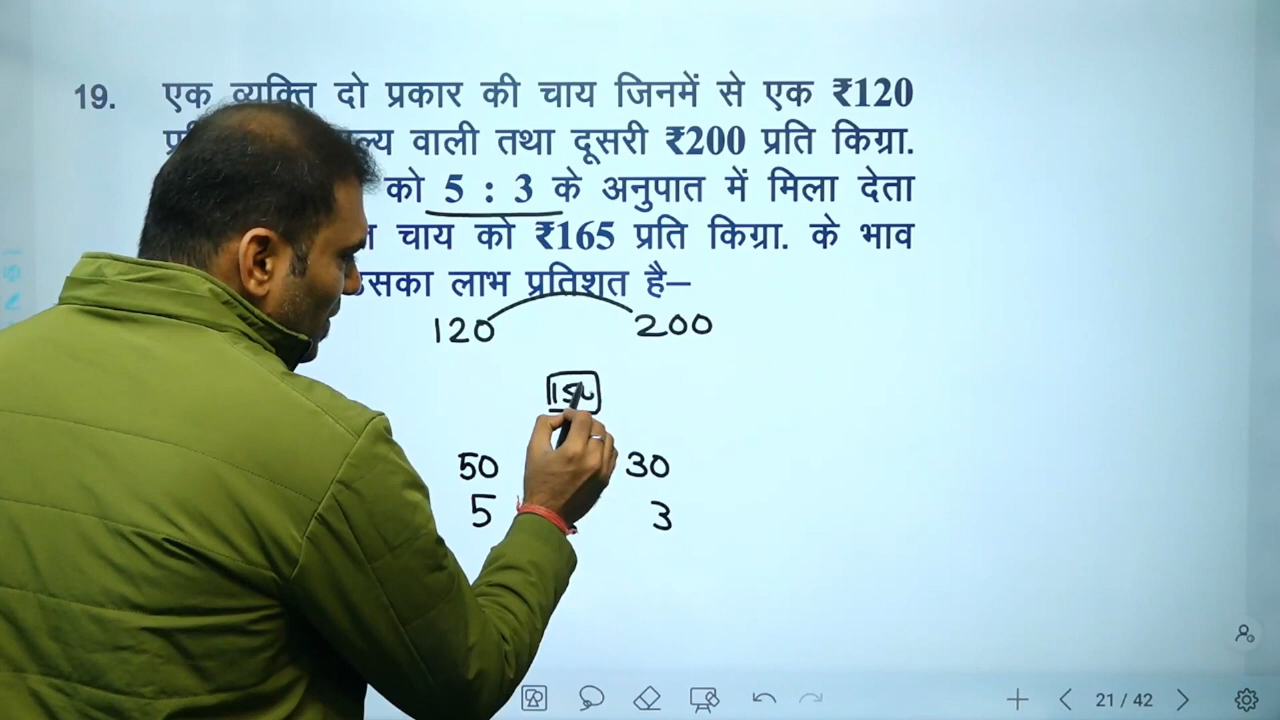 19. एक व्यक्ति दो प्रकार की चाय जिनमें से एक ₹120
वाली तथा दूसरी ₹200 प्रति किग्रा.
को 5 : 3 के अनुपात में मिला देता
चाय को ₹165 प्रति किग्रा. के भाव
लाभ प्रतिशत है–
120 200
50 30
5 3
21 / 42